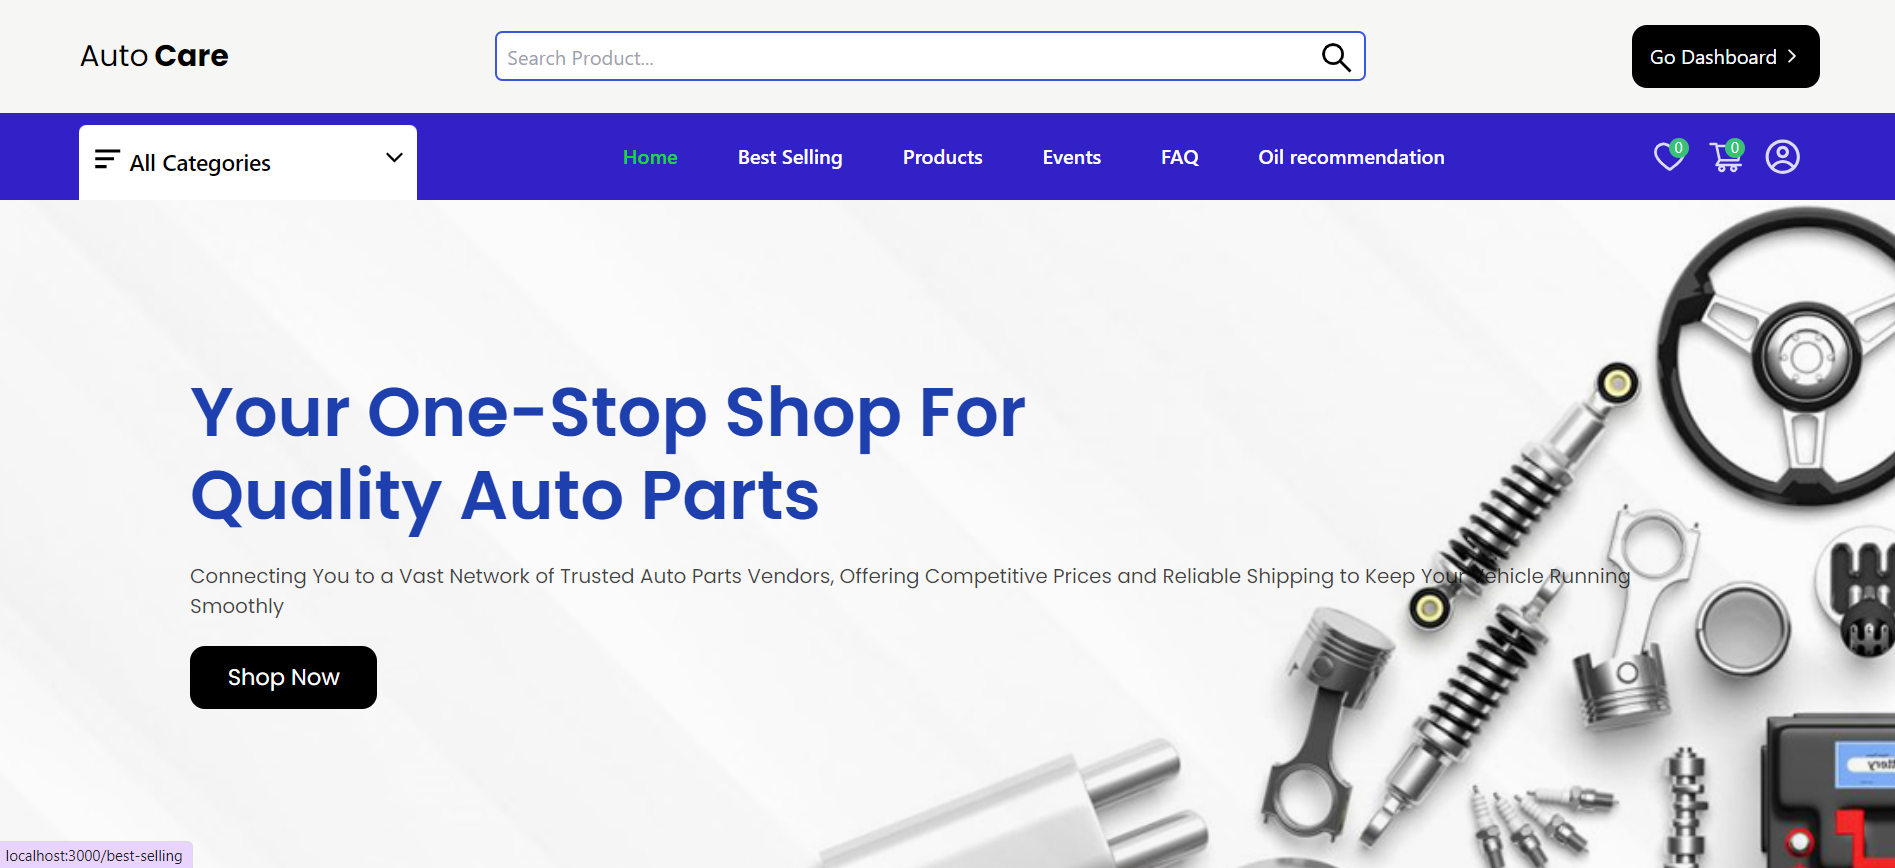 Auto Care
Search Product...
Go Dashboard
All Categories
Home
Best Selling
Products
Events
FAQ
Oil recommendation
0
0
Your One-Stop Shop For
Quality Auto Parts
Connecting You to a Vast Network of Trusted Auto Parts Vendors, Offering Competitive Prices and Reliable Shipping to Keep Your Vehicle Running
Smoothly
Shop Now
localhost:3000/best-selling